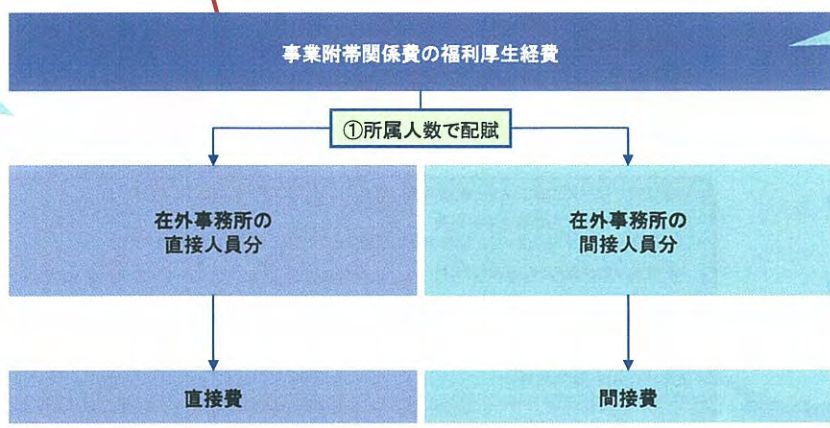 事業附帯関係費の福利厚生経費
①所属人数で配賦
在外事務所の
直接人員分
在外事務所の
間接人員分
直接費
間接費